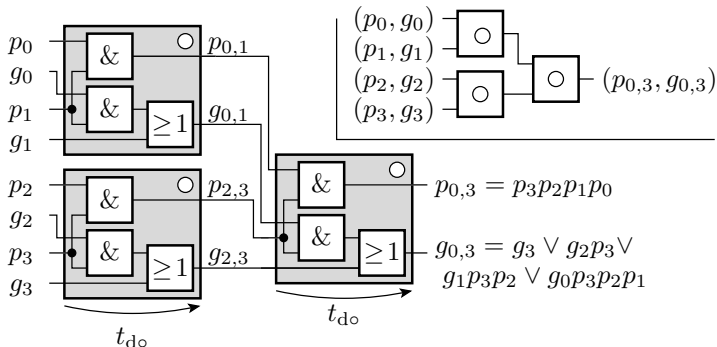 p₀
g₀
p₁
g₁
&
&
≥1
p₀,₁
g₀,₁
p₂
g₂
p₃
g₃
&
&
≥1
p₂,₃
g₂,₃
&
&
≥1
t_d∘
t_d∘
(p₀, g₀)
(p₁, g₁)
(p₂, g₂)
(p₃, g₃)
(p₀,₃, g₀,₃)
p₀,₃ = p₃p₂p₁p₀
g₀,₃ = g₃ ∨ g₂p₃∨
g₁p₃p₂ ∨ g₀p₃p₂p₁